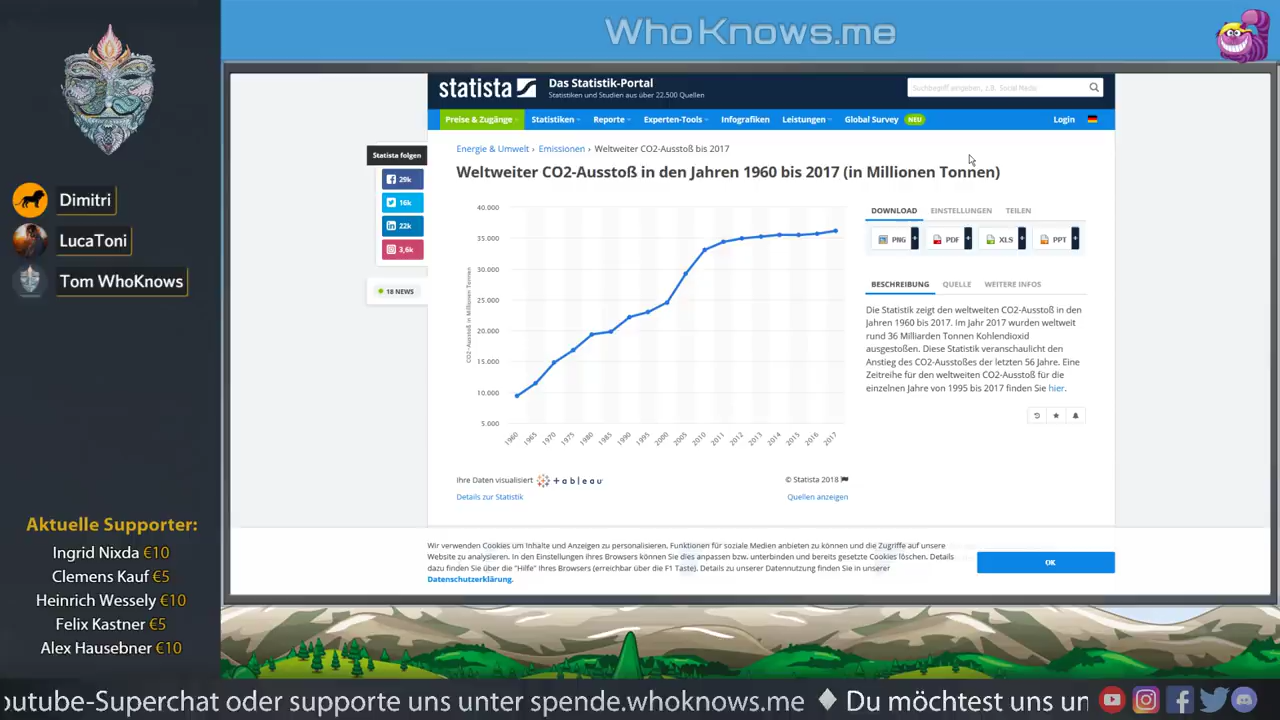 WhoKnows.me
statista
Das Statistik-Portal
Statistiken und Studien aus über 22.500 Quellen
Suchbegriff eingeben, z.B. Social Media
Preise & Zugänge
Statistiken
Reporte
Experten-Tools
Infografiken
Leistungen
Global Survey
NEU
Login
Energie & Umwelt › Emissionen › Weltweiter CO2-Ausstoß bis 2017
Weltweiter CO2-Ausstoß in den Jahren 1960 bis 2017 (in Millionen Tonnen)
Statista folgen
29k
16k
22k
3,6k
18 NEWS
40.000
35.000
30.000
25.000
20.000
15.000
10.000
5.000
CO2-Ausstoß in Millionen Tonnen
1960
1965
1970
1975
1980
1985
1990
1995
2000
2005
2010
2011
2012
2013
2014
2015
2016
2017
Ihre Daten visualisiert
+ a b l e a u
© Statista 2018
Details zur Statistik
Quellen anzeigen
DOWNLOAD
EINSTELLUNGEN
TEILEN
PNG +
PDF +
XLS +
PPT +
BESCHREIBUNG
QUELLE
WEITERE INFOS
Die Statistik zeigt den weltweiten CO2-Ausstoß in den
Jahren 1960 bis 2017. Im Jahr 2017 wurden weltweit
rund 36 Milliarden Tonnen Kohlendioxid
ausgestoßen. Diese Statistik veranschaulicht den
Anstieg des CO2-Ausstoßes der letzten 56 Jahre. Eine
Zeitreihe für den weltweiten CO2-Ausstoß für die
einzelnen Jahre von 1995 bis 2017 finden Sie hier.
Wir verwenden Cookies um Inhalte und Anzeigen zu personalisieren, Funktionen für soziale Medien anbieten zu können und die Zugriffe auf unsere
Website zu analysieren. In den Einstellungen Ihres Browsers können Sie dies anpassen bzw. unterbinden und bereits gesetzte Cookies löschen. Details
dazu finden Sie über die "Hilfe" Ihres Browsers (erreichbar über die F1 Taste). Details zu unserer Datennutzung finden Sie in unserer
Datenschutzerklärung.
OK
Dimitri
LucaToni
Tom WhoKnows
Aktuelle Supporter:
Ingrid Nixda €10
Clemens Kauf €5
Heinrich Wessely €10
Felix Kastner €5
Alex Hausebner €10
outube-Superchat oder supporte uns unter spende.whoknows.me ♦ Du möchtest uns un